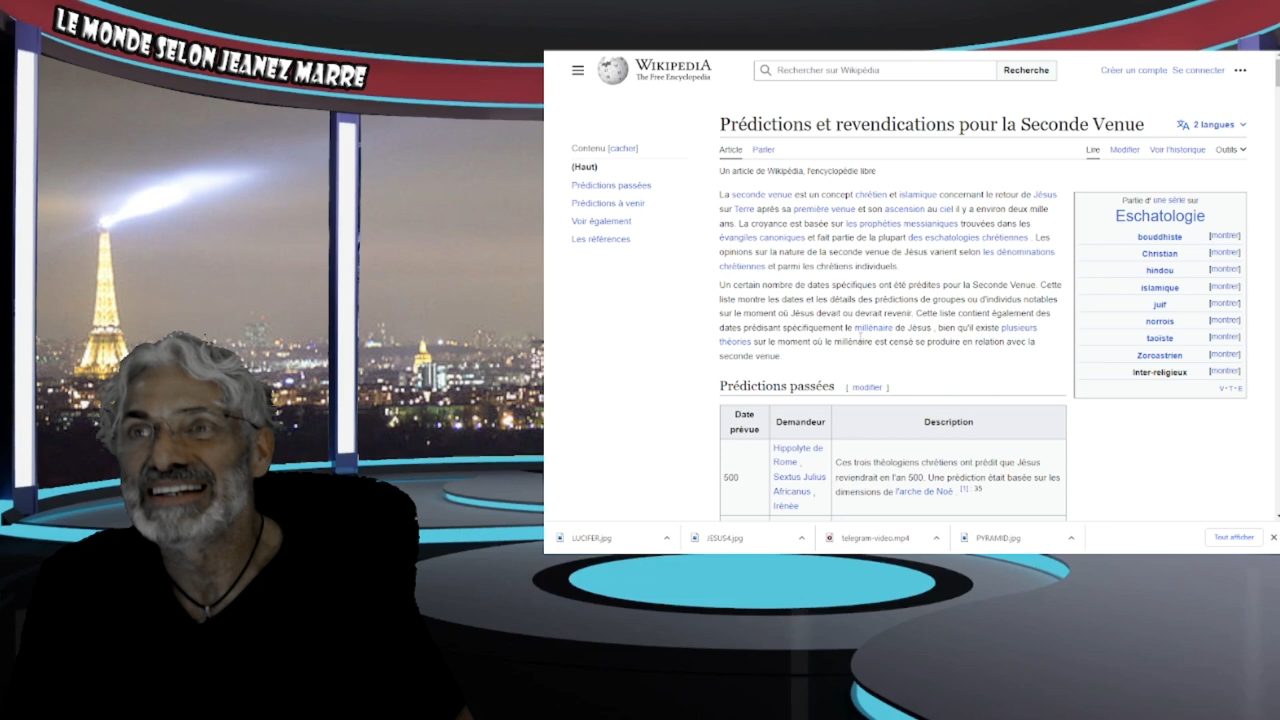 LE MONDE SELON JEANEZ MARRE
WIKIPEDIA
The Free Encyclopedia
Rechercher sur Wikipédia
Recherche
Créer un compte Se connecter
Prédictions et revendications pour la Seconde Venue
2 langues
Contenu [cacher]
(Haut)
Prédictions passées
Prédictions à venir
Voir également
Les références
Article Parler
Lire Modifier Voir l'historique Outils
Un article de Wikipédia, l'encyclopédie libre
La seconde venue est un concept chrétien et islamique concernant le retour de Jésus
sur Terre après sa première venue et son ascension au ciel il y a environ deux mille
ans. La croyance est basée sur les prophéties messianiques trouvées dans les
évangiles canoniques et fait partie de la plupart des eschatologies chrétiennes . Les
opinions sur la nature de la seconde venue de Jésus varient selon les dénominations
chrétiennes et parmi les chrétiens individuels.
Un certain nombre de dates spécifiques ont été prédites pour la Seconde Venue. Cette
liste montre les dates et les détails des prédictions de groupes ou d'individus notables
sur le moment où Jésus devait ou devrait revenir. Cette liste contient également des
dates prédisant spécifiquement le millénaire de Jésus , bien qu'il existe plusieurs
théories sur le moment où le millénaire est censé se produire en relation avec la
seconde venue.
Partie d' une série sur
Eschatologie
bouddhiste [montrer]
Christian [montrer]
hindou [montrer]
islamique [montrer]
juif [montrer]
norrois [montrer]
taoïste [montrer]
Zoroastrien [montrer]
Inter-religieux [montrer]
V • T • E
Prédictions passées [ modifier ]
Date
prévue
Demandeur
Description
500
Hippolyte de
Rome ,
Sextus Julius
Africanus ,
Irénée
Ces trois théologiens chrétiens ont prédit que Jésus
reviendrait en l'an 500. Une prédiction était basée sur les
dimensions de l'arche de Noé . [1] : 35
LUCIFER.jpg
JESUS4.jpg
telegram-video.mp4
PYRAMID.jpg
Tout afficher